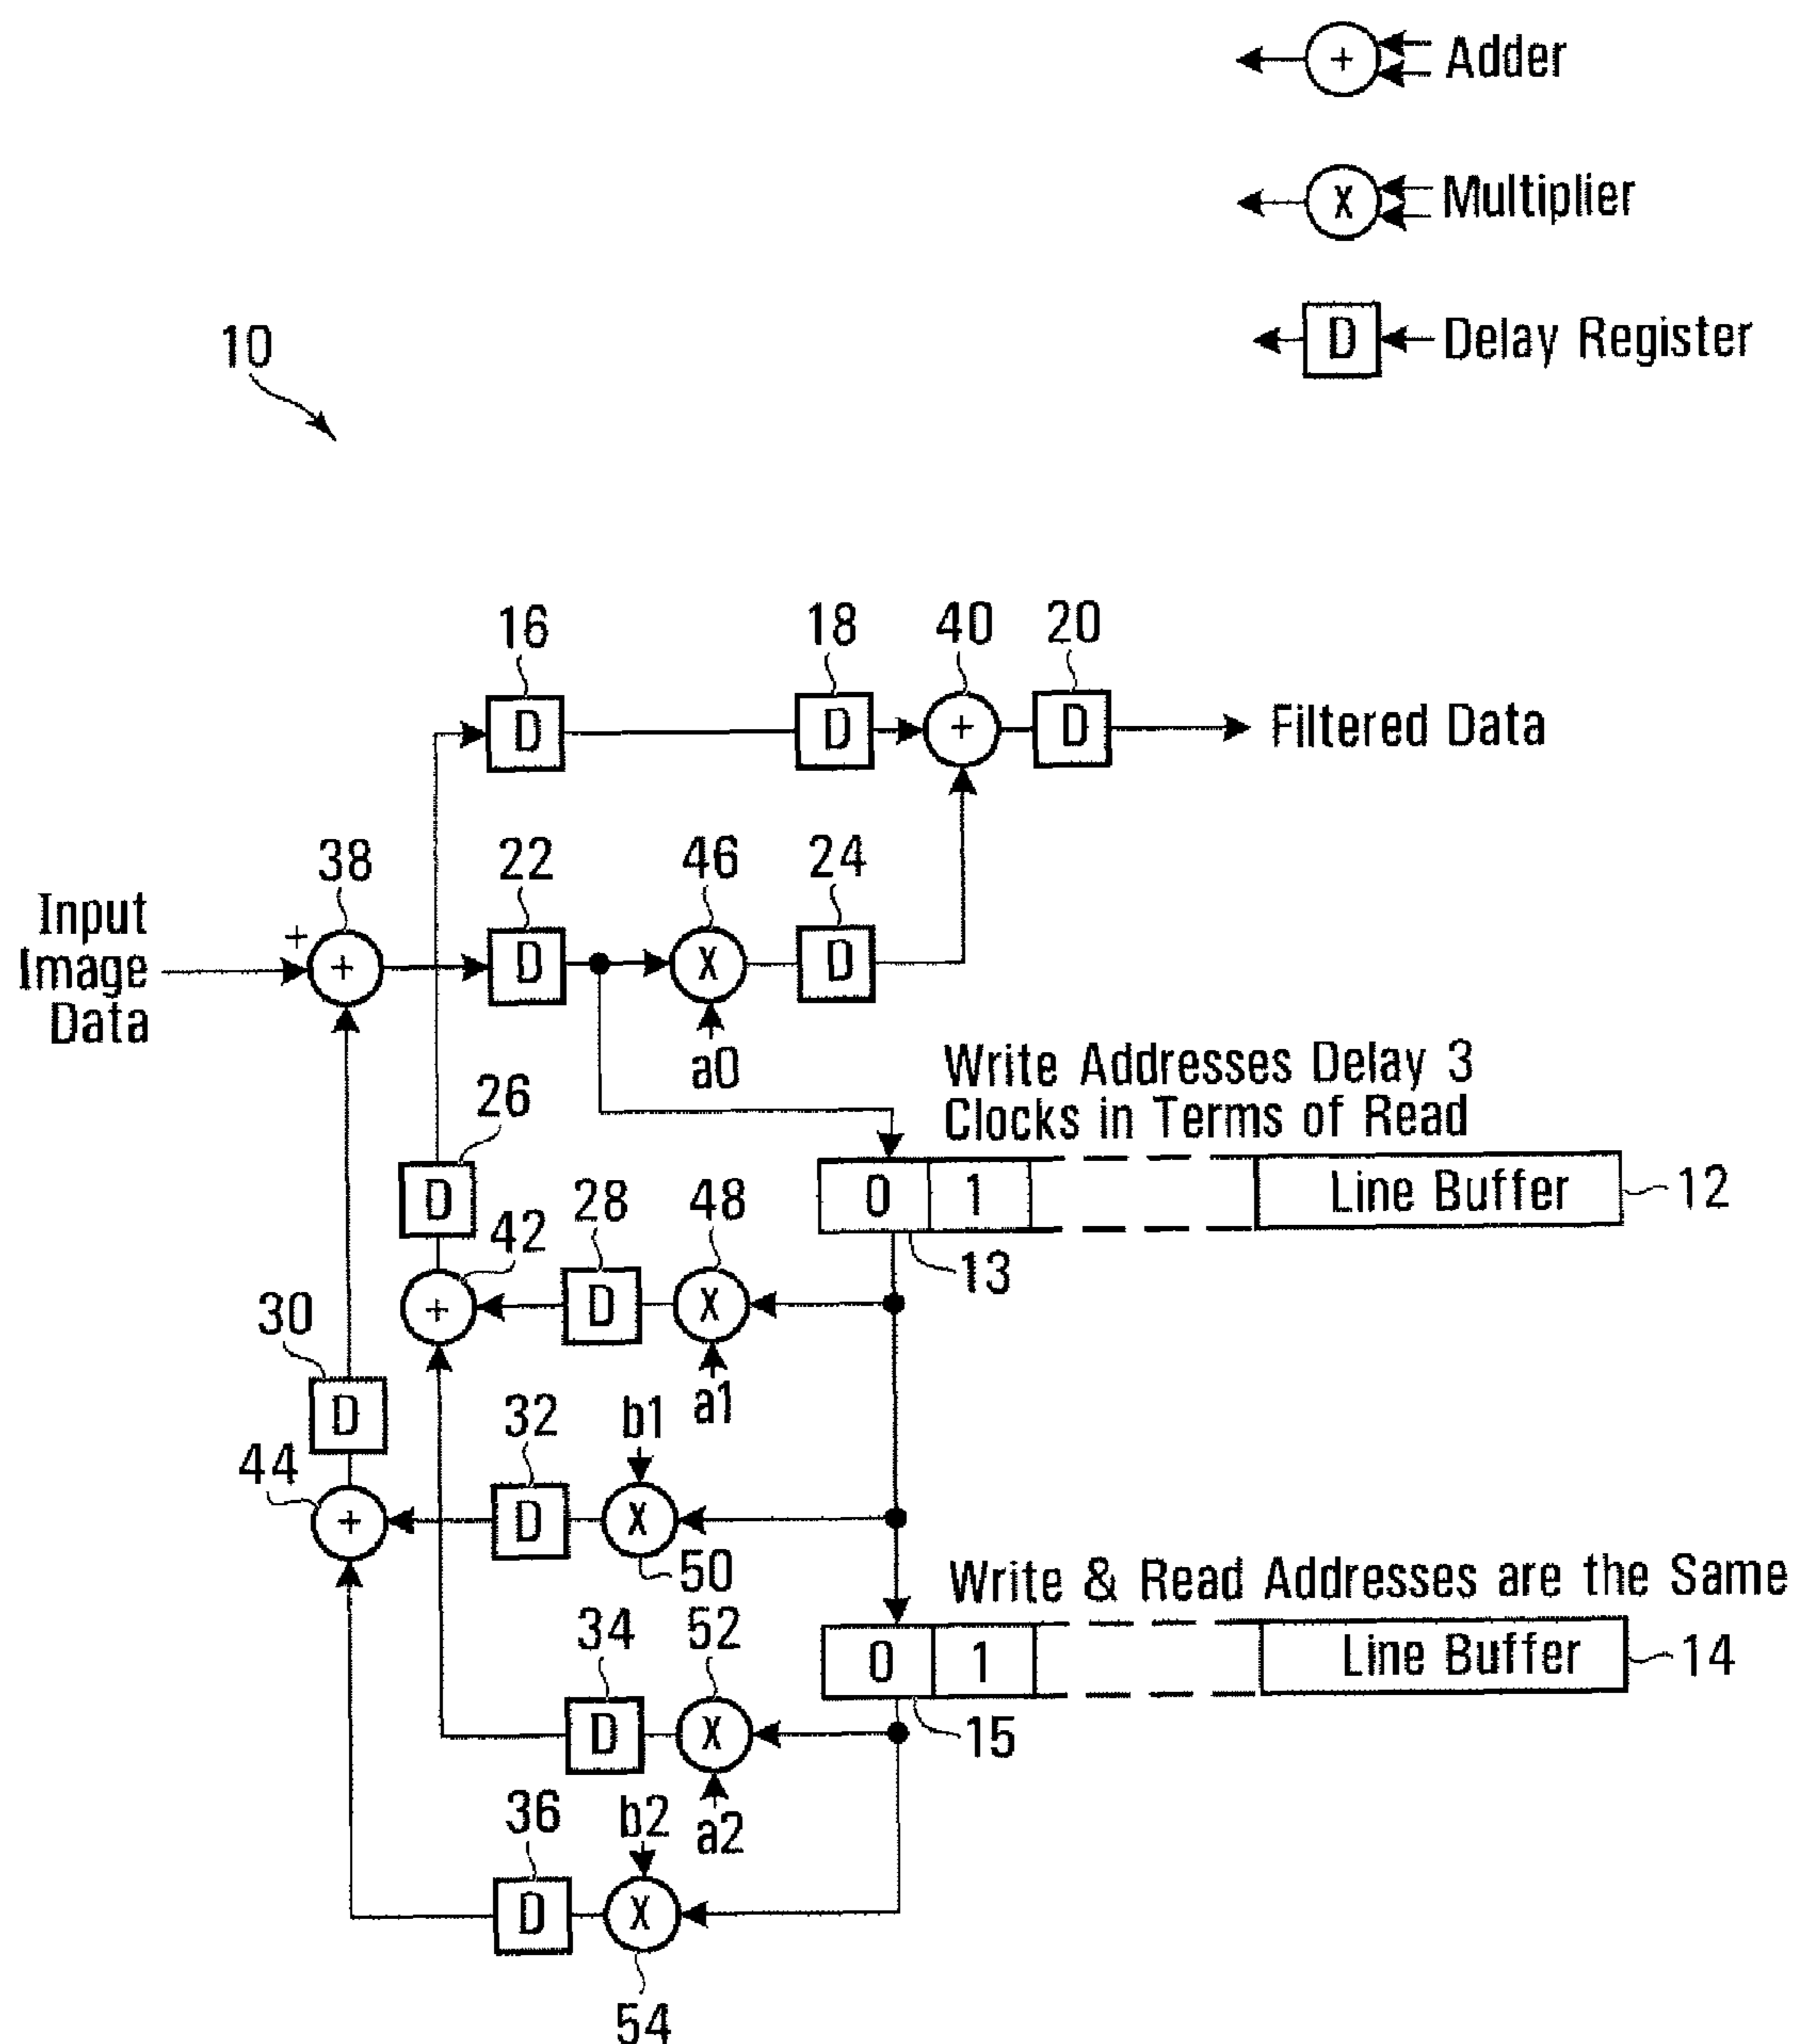 + Adder
X Multiplier
D Delay Register
10
16 18 40 20
D D + D Filtered Data
38 22 46 24
Input
Image
Data
+
+ D X D
a0
Write Addresses Delay 3
Clocks in Terms of Read
26
D
0 1 Line Buffer 12
42 28 48 13
+ D X
a1
30
D
44 32 b1
+ D X
50
Write & Read Addresses are the Same
0 1 Line Buffer 14
34 52 15
D X
a2
36 b2
D X
54